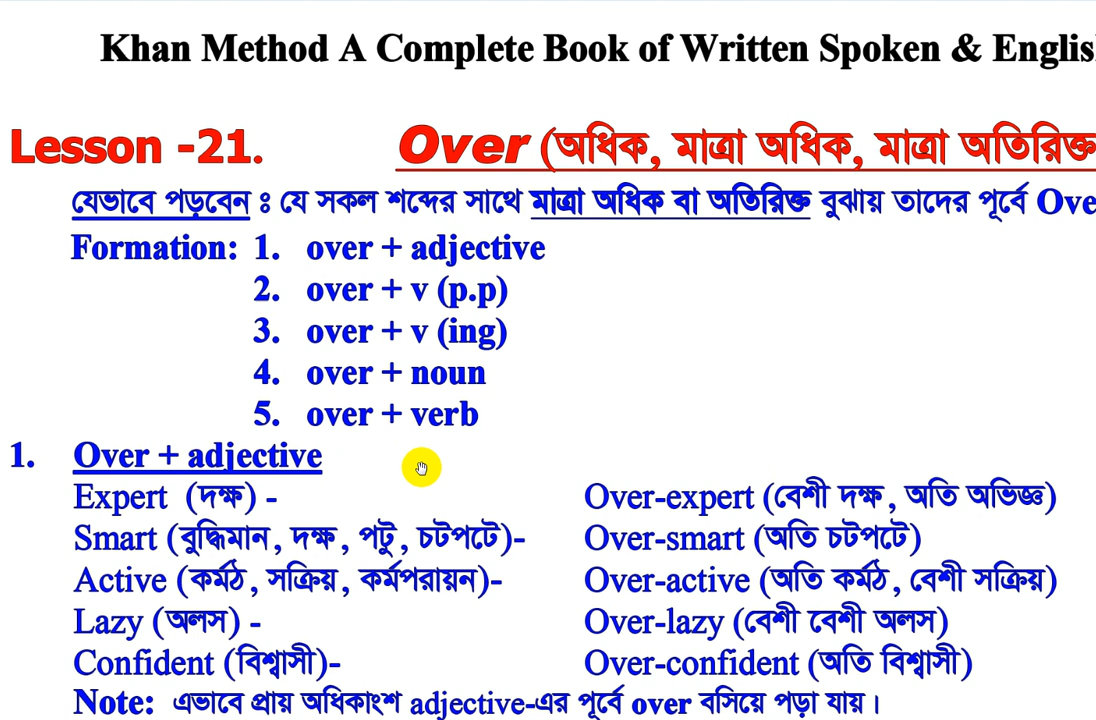 Khan Method A Complete Book of Written Spoken & Englis
Lesson -21. Over (অধিক, মাত্রা অধিক, মাত্রা অতিরিক্ত
যেভাবে পড়বেন ঃ যে সকল শব্দের সাথে মাত্রা অধিক বা অতিরিক্ত বুঝায় তাদের পূর্বে Ove
Formation: 1. over + adjective
2. over + v (p.p)
3. over + v (ing)
4. over + noun
5. over + verb
1. Over + adjective
Expert (দক্ষ) - Over-expert (বেশী দক্ষ, অতি অভিজ্ঞ)
Smart (বুদ্ধিমান, দক্ষ, পটু, চটপটে)- Over-smart (অতি চটপটে)
Active (কর্মঠ, সক্রিয়, কর্মপরায়ন)- Over-active (অতি কর্মঠ, বেশী সক্রিয়)
Lazy (অলস) - Over-lazy (বেশী বেশী অলস)
Confident (বিশ্বাসী)- Over-confident (অতি বিশ্বাসী)
Note: এভাবে প্রায় অধিকাংশ adjective-এর পূর্বে over বসিয়ে পড়া যায়।